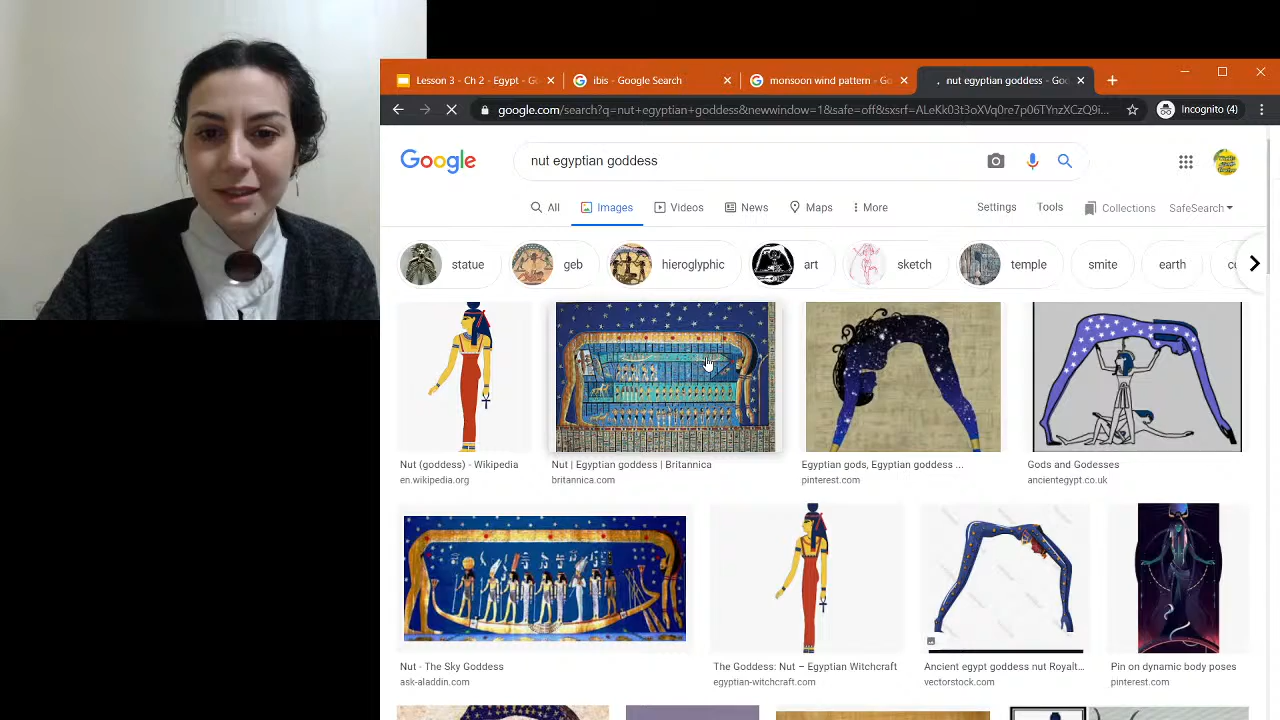 Lesson 3 - Ch 2 - Egypt - G
ibis - Google Search
monsoon wind pattern - Go
nut egyptian goddess - Goo
google.com/search?q=nut+egyptian+goddess&newwindow=1&safe=off&sxsrf=ALeKk03t3oXVq0re7p06TYnzXCzQ9i...
Incognito (4)
Google
nut egyptian goddess
All
Images
Videos
News
Maps
More
Settings
Tools
Collections
SafeSearch
statue
geb
hieroglyphic
art
sketch
temple
smite
earth
Nut (goddess) - Wikipedia
en.wikipedia.org
Nut | Egyptian goddess | Britannica
britannica.com
Egyptian gods, Egyptian goddess ...
pinterest.com
Gods and Godesses
ancientegypt.co.uk
Nut - The Sky Goddess
ask-aladdin.com
The Goddess: Nut – Egyptian Witchcraft
egyptian-witchcraft.com
Ancient egypt goddess nut Royalt...
vectorstock.com
Pin on dynamic body poses
pinterest.com